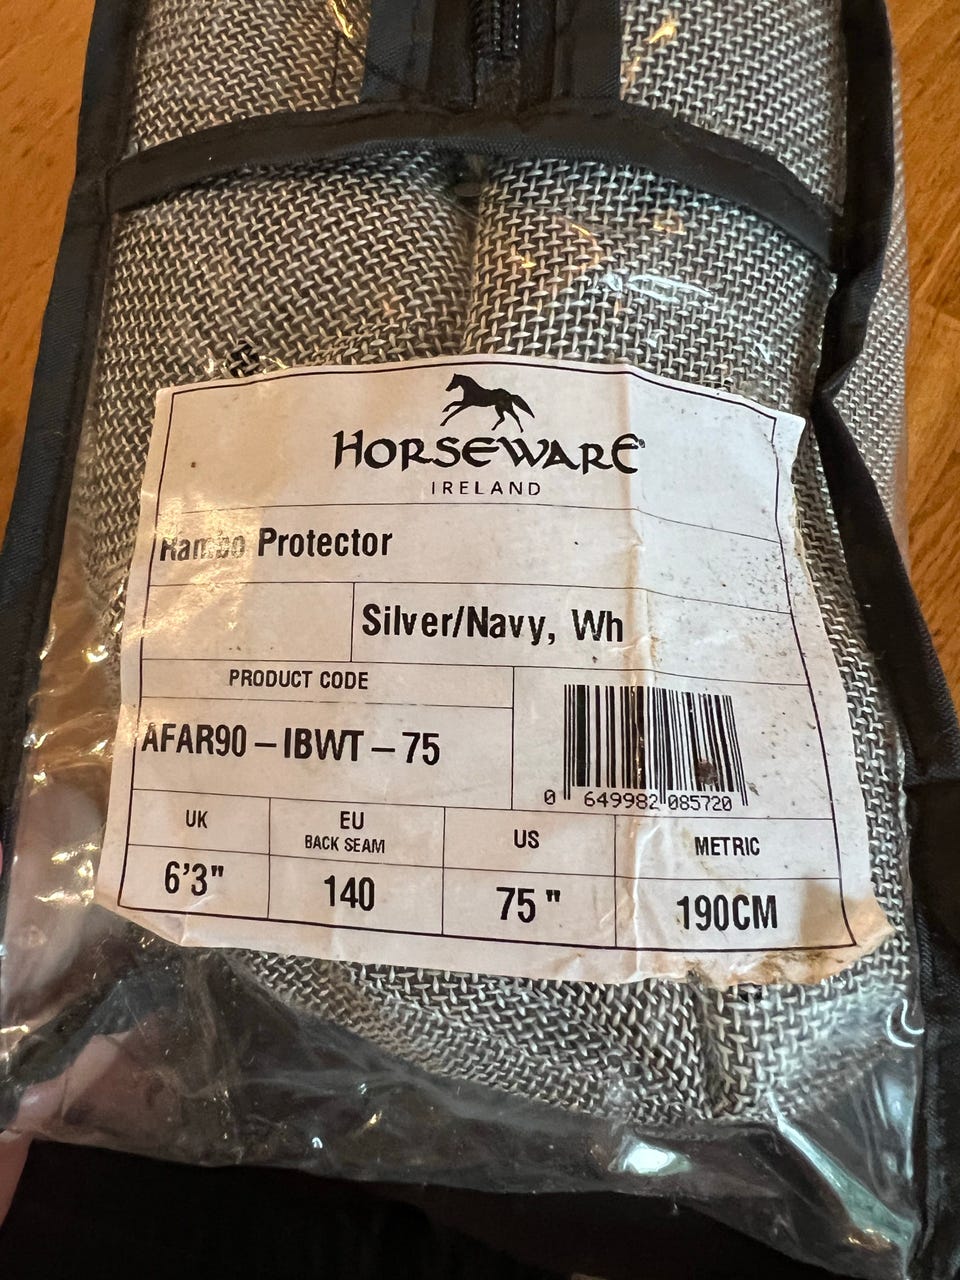 HORSEWARE®
IRELAND
Rambo Protector
Silver/Navy, Wh
PRODUCT CODE
AFAR90 – IBWT – 75
0 649982 085720
UK
EU
BACK SEAM
US
METRIC
6'3"
140
75 "
190CM